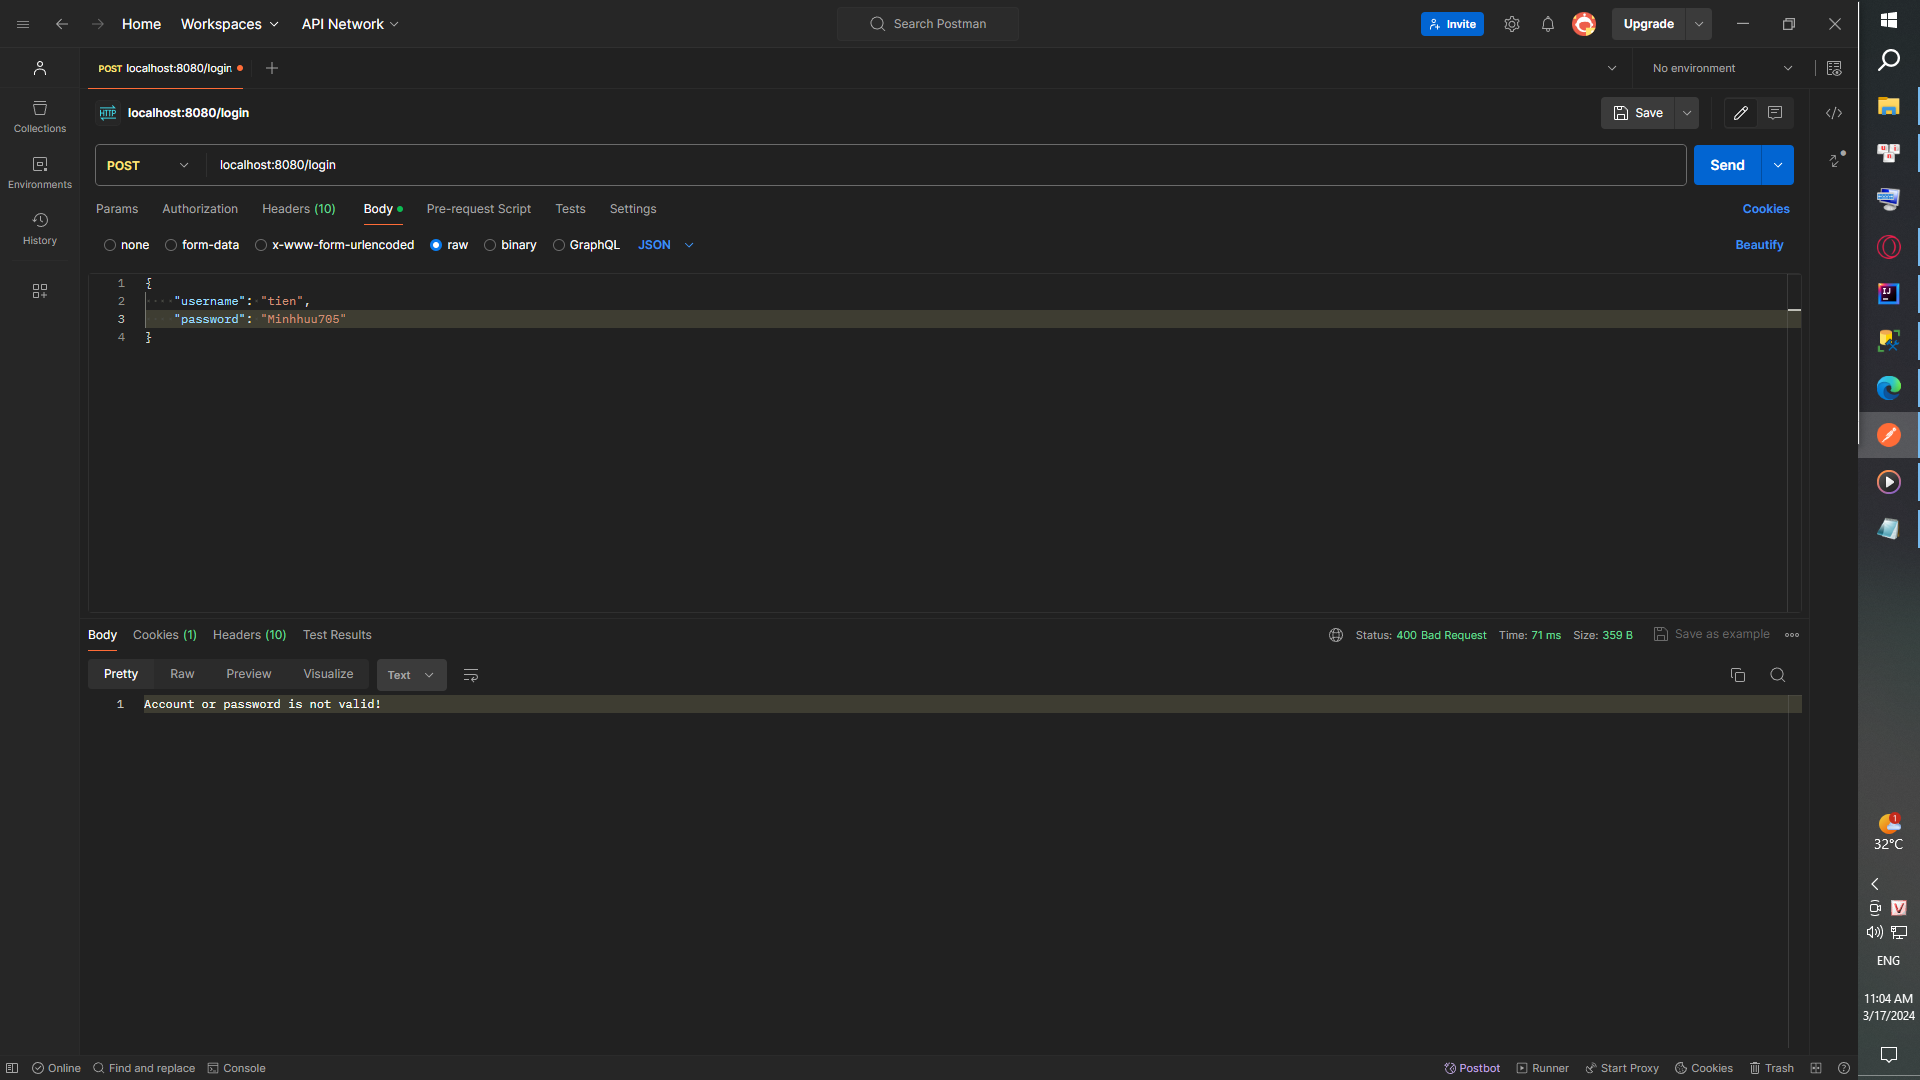 Home Workspaces API Network Search Postman Invite Upgrade
POST localhost:8080/login No environment
HTTP localhost:8080/login Save
POST localhost:8080/login Send
Params Authorization Headers (10) Body Pre-request Script Tests Settings Cookies
none form-data x-www-form-urlencoded raw binary GraphQL JSON Beautify
Collections
Environments
History
1 {
2 "username": "tien",
3 "password": "Minhhuu705"
4 }
Body Cookies (1) Headers (10) Test Results Status: 400 Bad Request Time: 71 ms Size: 359 B Save as example
Pretty Raw Preview Visualize Text
1 Account or password is not valid!
Online Find and replace Console Postbot Runner Start Proxy Cookies Trash
IJ
1
32°C
V
ENG
11:04 AM
3/17/2024